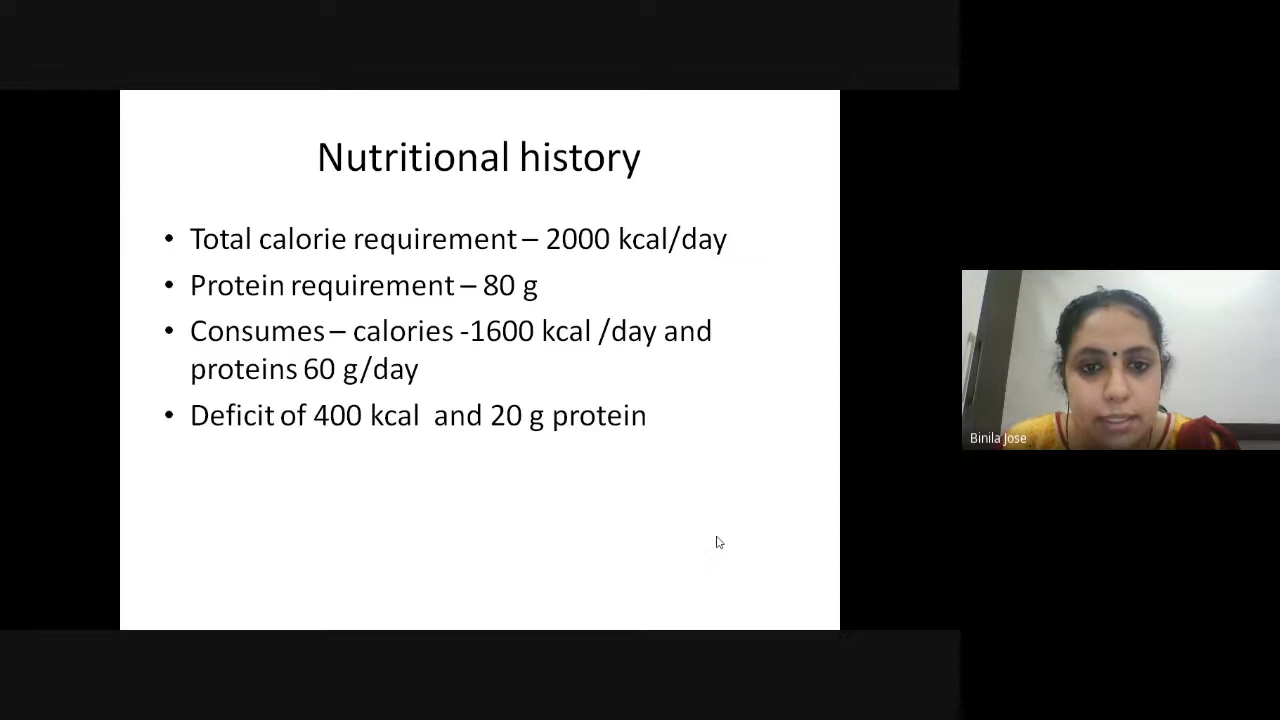 Nutritional history
• Total calorie requirement – 2000 kcal/day
• Protein requirement – 80 g
• Consumes – calories -1600 kcal /day and
proteins 60 g/day
• Deficit of 400 kcal  and 20 g protein
Binila Jose